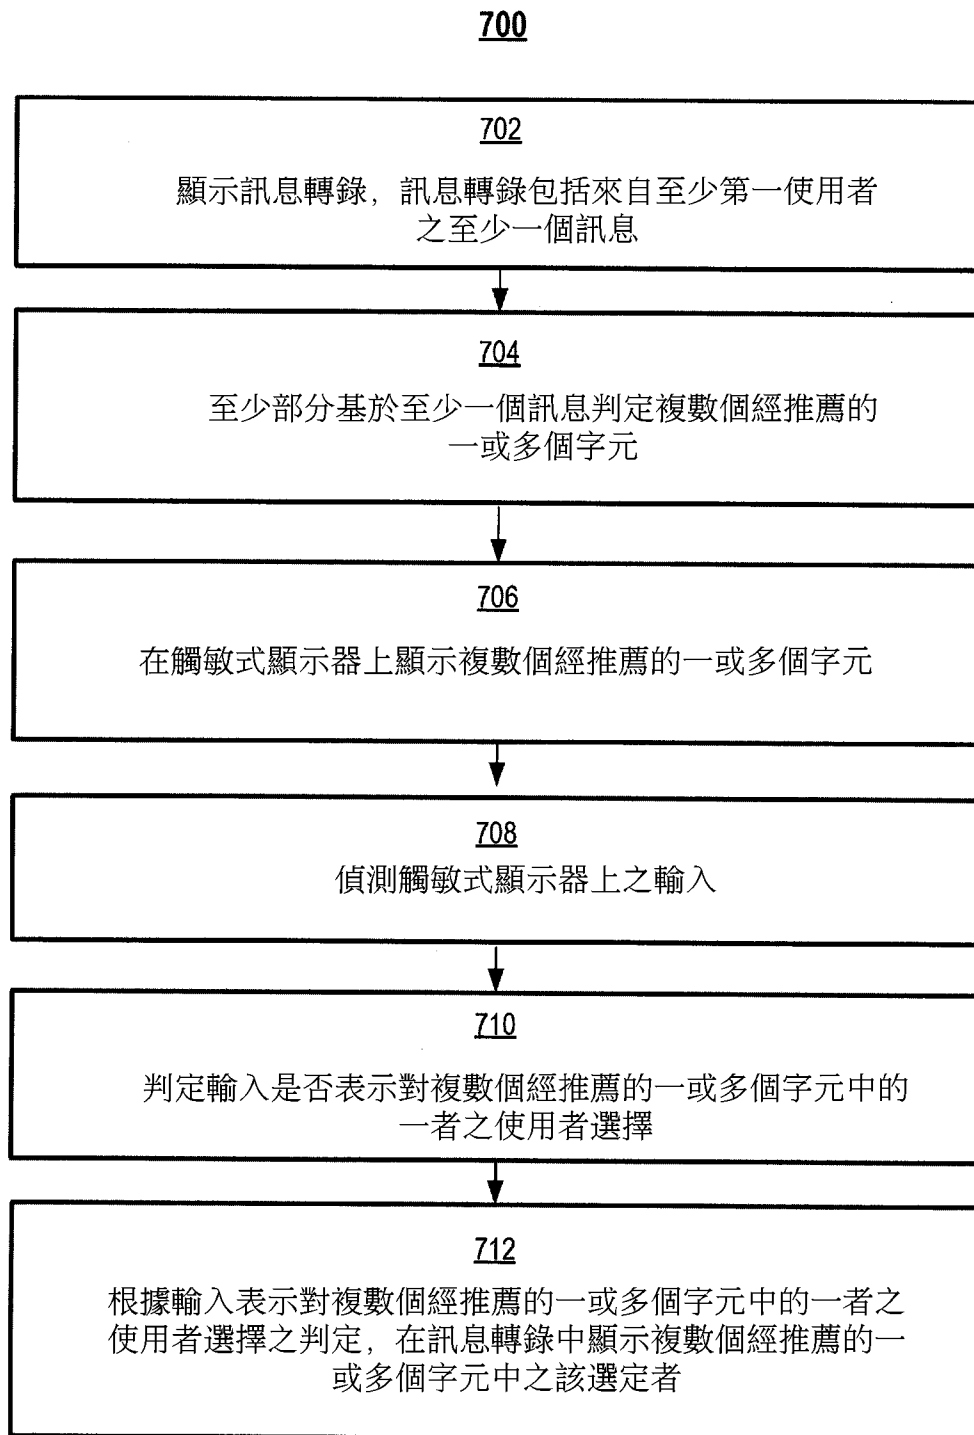 700
702
顯示訊息轉錄，訊息轉錄包括來自至少第一使用者
之至少一個訊息
704
至少部分基於至少一個訊息判定複數個經推薦的
一或多個字元
706
在觸敏式顯示器上顯示複數個經推薦的一或多個字元
708
偵測觸敏式顯示器上之輸入
710
判定輸入是否表示對複數個經推薦的一或多個字元中的
一者之使用者選擇
712
根據輸入表示對複數個經推薦的一或多個字元中的一者之
使用者選擇之判定，在訊息轉錄中顯示複數個經推薦的一
或多個字元中之該選定者